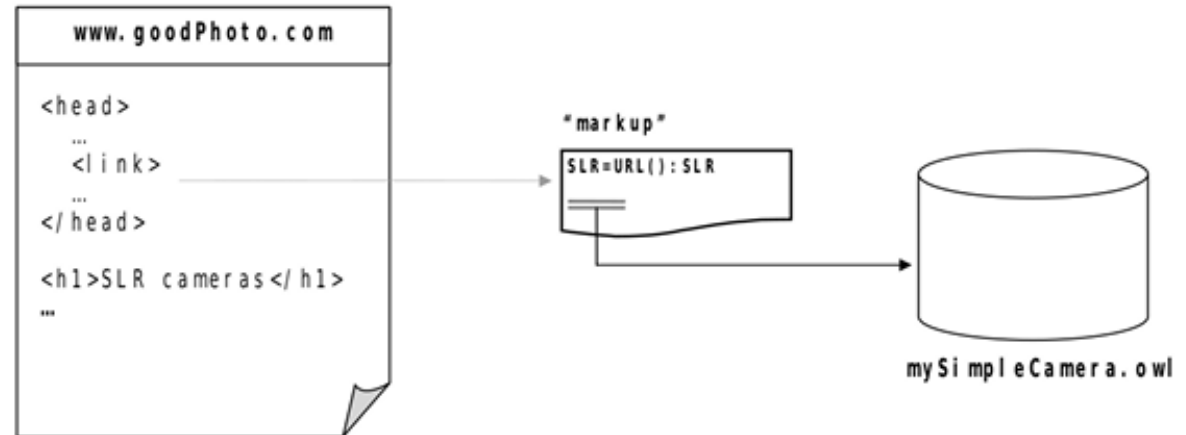 www.goodPhoto.com
<head>
…
<link>
…
</head>
<h1>SLR cameras</h1>
…
“markup”
SLR=URL():SLR
mySimpleCamera.owl